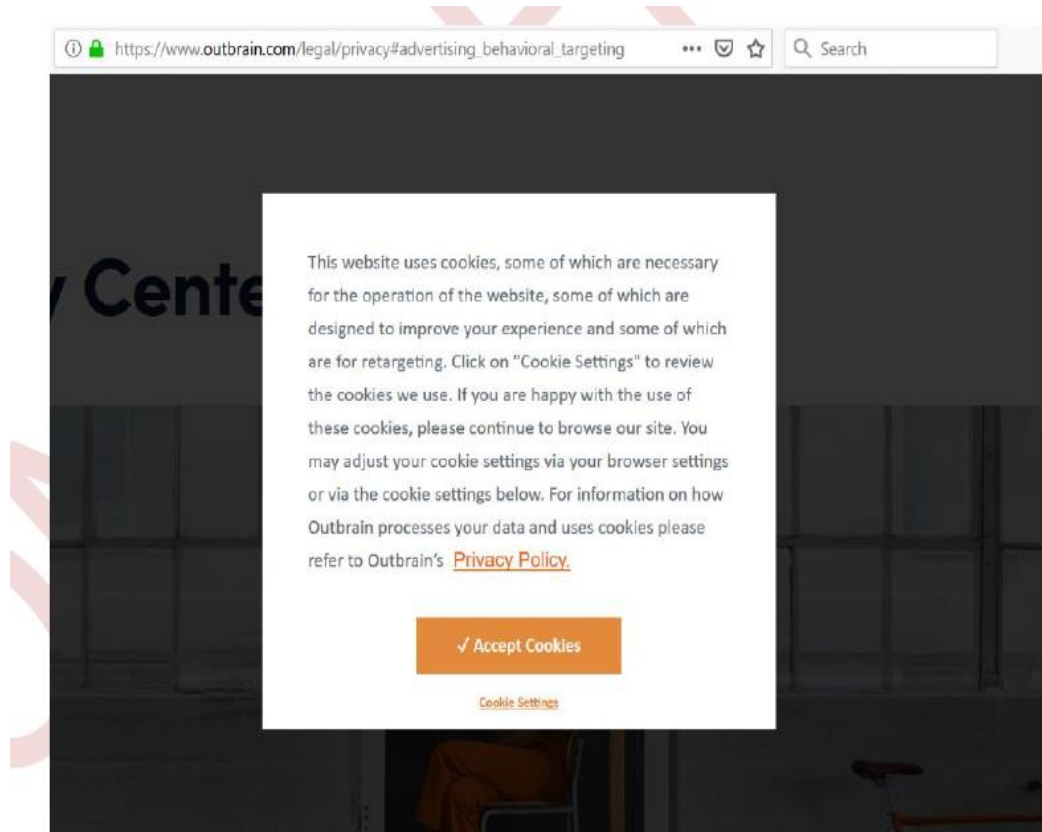 https://www.outbrain.com/legal/privacy#advertising_behavioral_targeting
Search
y Cente
This website uses cookies, some of which are necessary
for the operation of the website, some of which are
designed to improve your experience and some of which
are for retargeting. Click on "Cookie Settings" to review
the cookies we use. If you are happy with the use of
these cookies, please continue to browse our site. You
may adjust your cookie settings via your browser settings
or via the cookie settings below. For information on how
Outbrain processes your data and uses cookies please
refer to Outbrain’s Privacy Policy.
✓ Accept Cookies
Cookie Settings